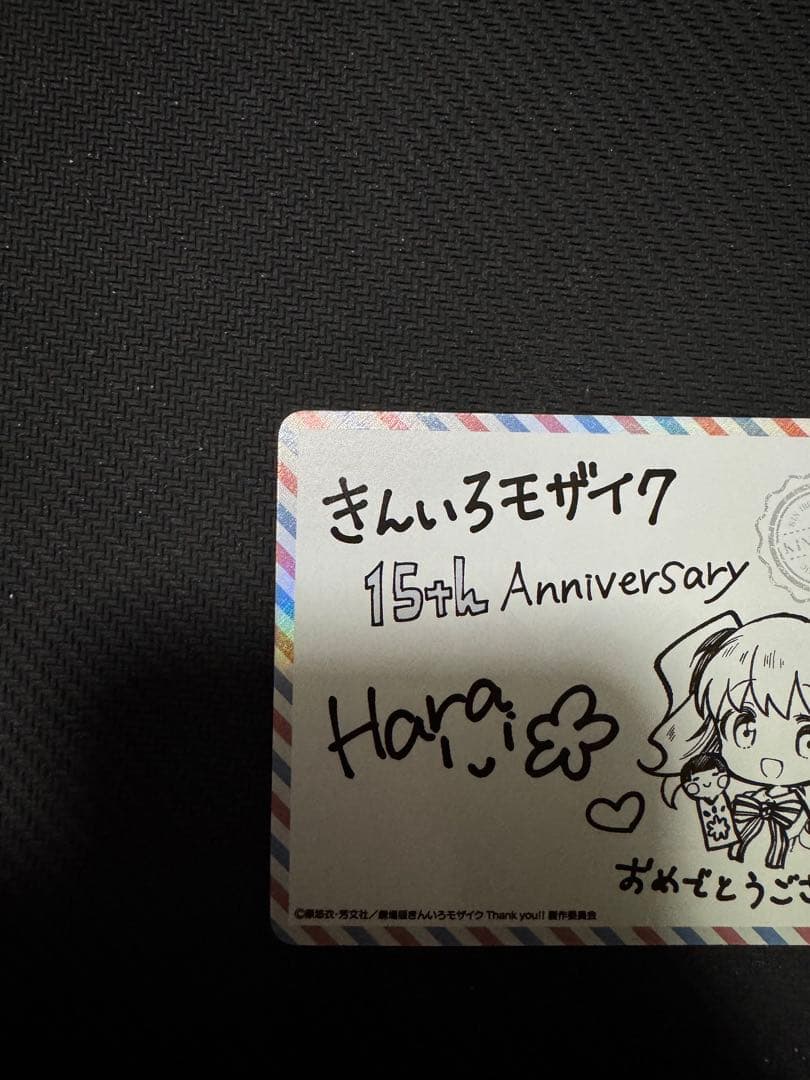 きんいろモザイク
15th Anniversary
Harui
おめでとうござ
©原悠衣・芳文社/劇場版きんいろモザイク Thank you!! 製作委員会